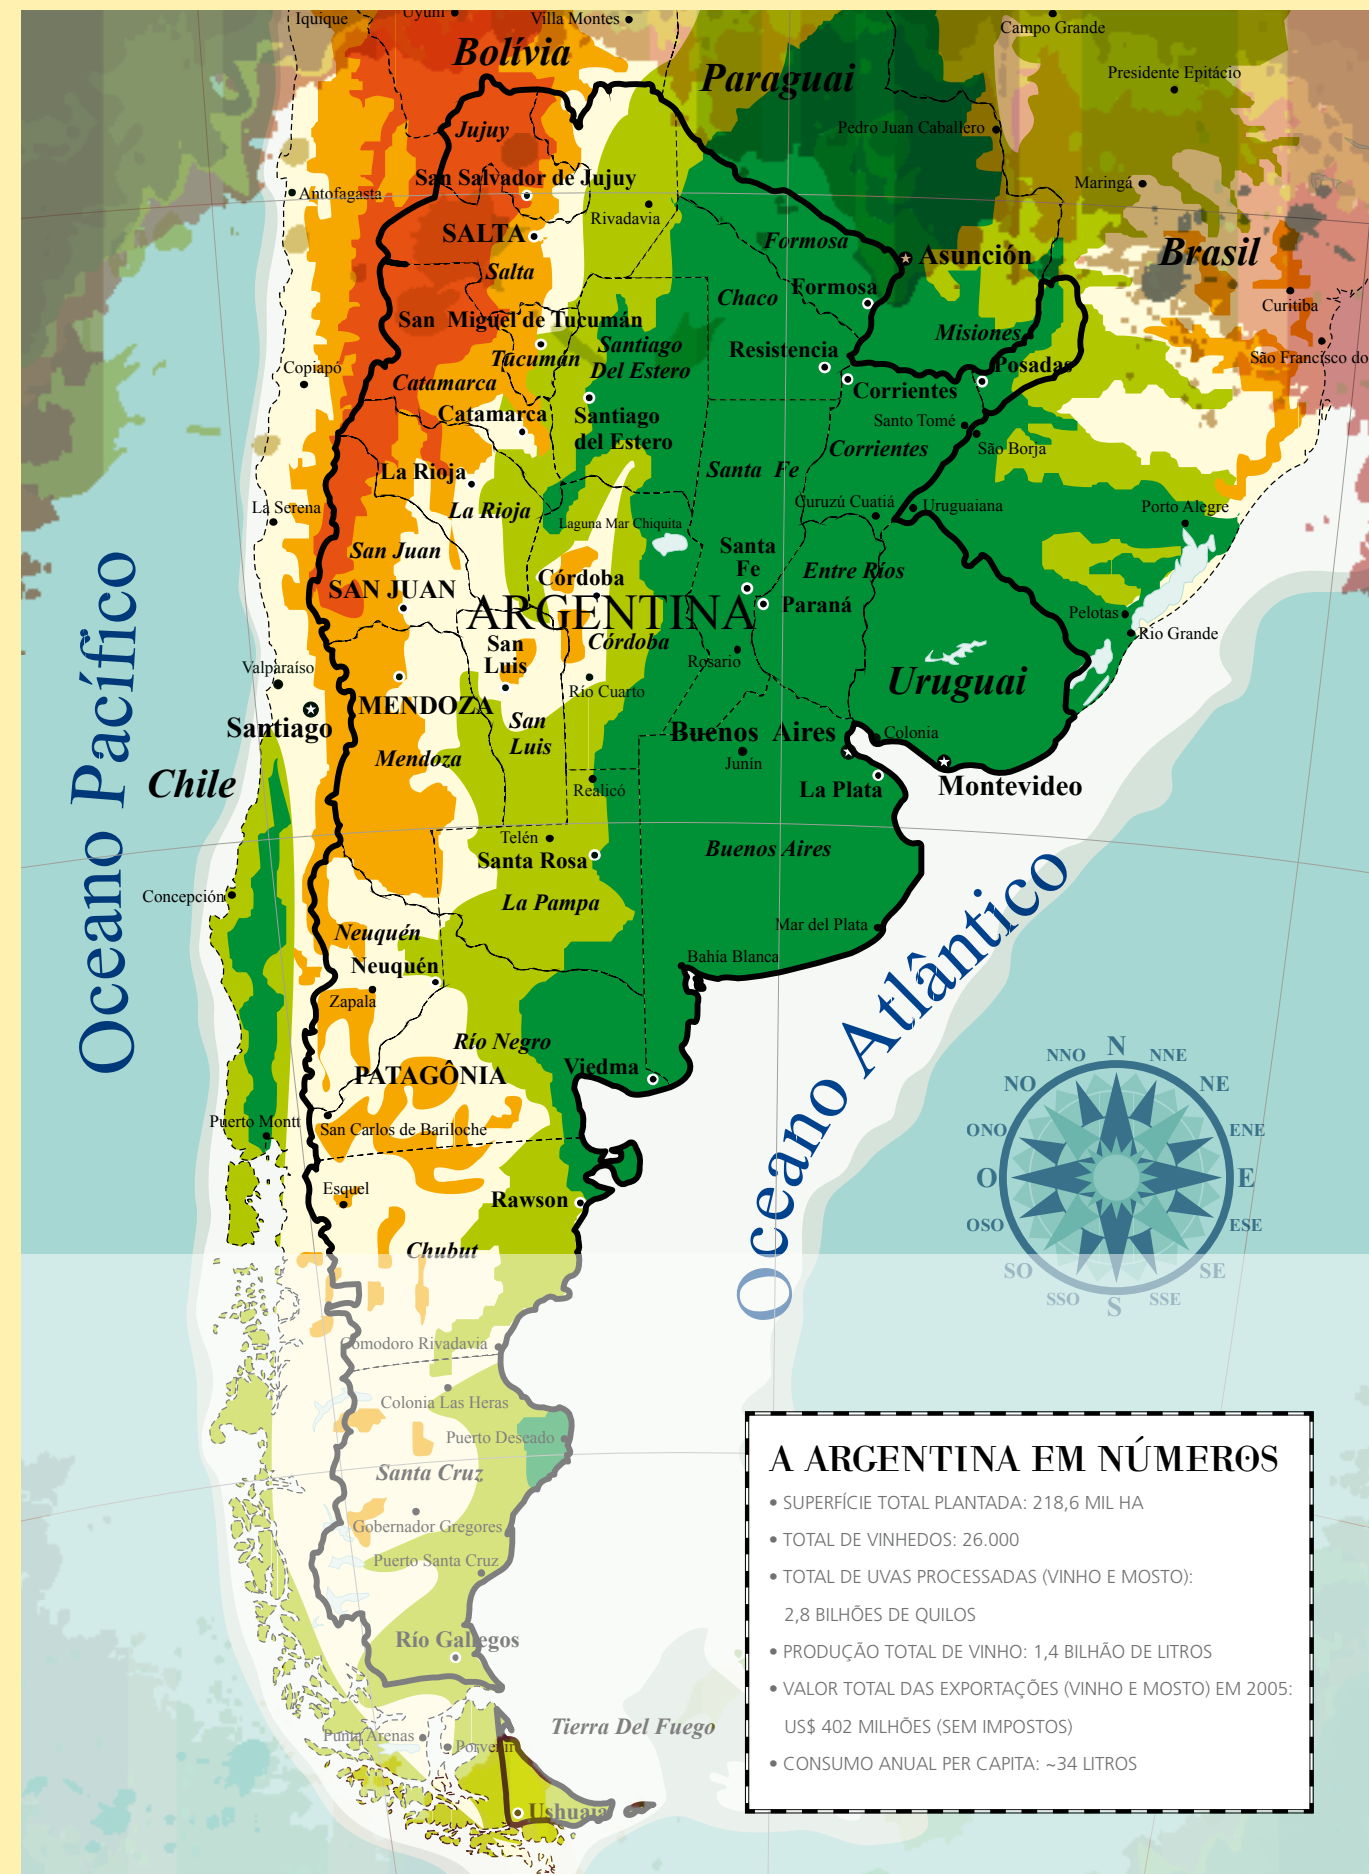 Iquique
Uyuni
Villa Montes
Campo Grande
Bolívia
Paraguai
Presidente Epitácio
Jujuy
Pedro Juan Caballero
San Salvador de Jujuy
Maringá
Antofagasta
Rivadavia
SALTA
Formosa
Asunción
Brasil
Salta
Chaco
Formosa
Curitiba
San Miguel de Tucumán
Misiones
Santiago
Del Estero
Tucumán
Resistencia
São Francisco do
Posadas
Copiapó
Catamarca
Corrientes
Catamarca
Santiago
del Estero
Santo Tomé
Corrientes
São Borja
La Rioja
Santa Fe
La Serena
La Rioja
Curuzú Cuatiá
Uruguaiana
Porto Alegre
Laguna Mar Chiquita
San Juan
Santa
Fe
Entre Ríos
Córdoba
SAN JUAN
ARGENTINA
Paraná
Pelotas
Rio Grande
San
Luis
Córdoba
Rosario
Valparaíso
Uruguai
Río Cuarto
MENDOZA
Santiago
San
Luis
Buenos Aires
Colonia
Mendoza
Junín
Chile
Realicó
La Plata
Montevideo
Oceano Pacífico
Telén
Santa Rosa
Buenos Aires
Concepción
La Pampa
Mar del Plata
Neuquén
Neuquén
Bahía Blanca
Oceano Atlântico
Zapala
Río Negro
PATAGÔNIA
Viedma
Puerto Montt
San Carlos de Bariloche
Esquel
Rawson
Chubut
N
NNO
NNE
NO
NE
ONO
ENE
O
E
OSO
ESE
SO
SE
SSO
SSE
S
Comodoro Rivadavia
Colonia Las Heras
Puerto Deseado
Santa Cruz
Gobernador Gregores
Puerto Santa Cruz
Río Gallegos
Tierra Del Fuego
Punta Arenas
Porvenir
Ushuaia
A ARGENTINA EM NÚMEROS
• SUPERFÍCIE TOTAL PLANTADA: 218,6 MIL HA
• TOTAL DE VINHEDOS: 26.000
• TOTAL DE UVAS PROCESSADAS (VINHO E MOSTO):
2,8 BILHÕES DE QUILOS
• PRODUÇÃO TOTAL DE VINHO: 1,4 BILHÃO DE LITROS
• VALOR TOTAL DAS EXPORTAÇÕES (VINHO E MOSTO) EM 2005:
US$ 402 MILHÕES (SEM IMPOSTOS)
• CONSUMO ANUAL PER CAPITA: ~34 LITROS